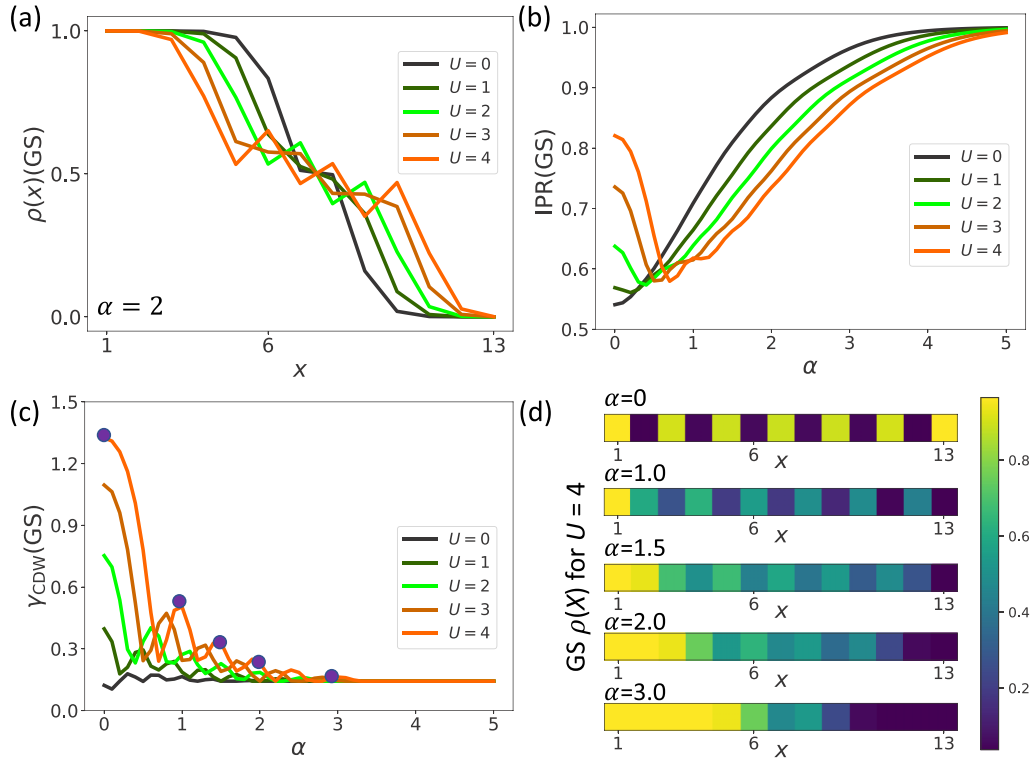 (a)
1.0
0.5
0.0
ρ(x)(GS)
U = 0
U = 1
U = 2
U = 3
U = 4
α = 2
1
6
13
x
(b)
1.0
0.9
0.8
0.7
0.6
0.5
IPR(GS)
U = 0
U = 1
U = 2
U = 3
U = 4
0
1
2
3
4
5
α
(c)
1.5
1.2
0.9
0.6
0.3
0.0
γCDW(GS)
U = 0
U = 1
U = 2
U = 3
U = 4
0
1
2
3
4
5
α
(d)
GS ρ(X) for U = 4
α=0
1
6
x
13
α=1.0
1
6
x
13
α=1.5
1
6
x
13
α=2.0
1
6
x
13
α=3.0
1
6
x
13
0.8
0.6
0.4
0.2